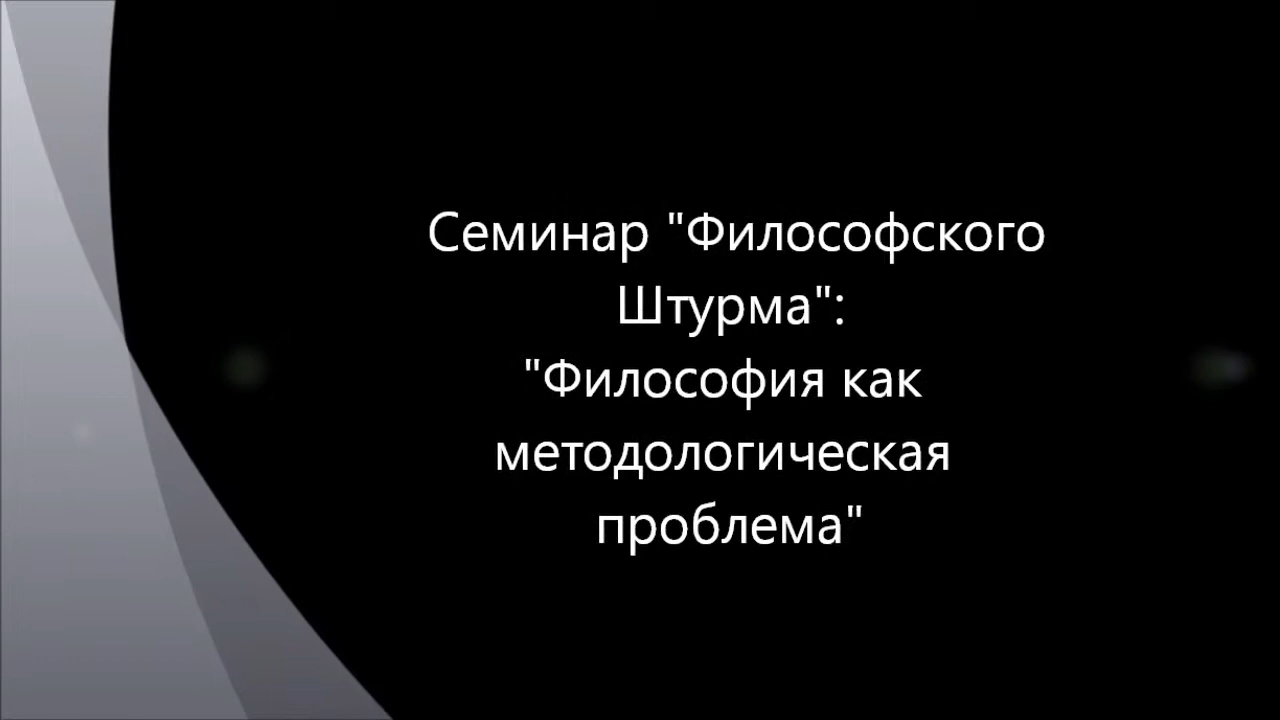 Семинар "Философского
Штурма":
"Философия как
методологическая
проблема"